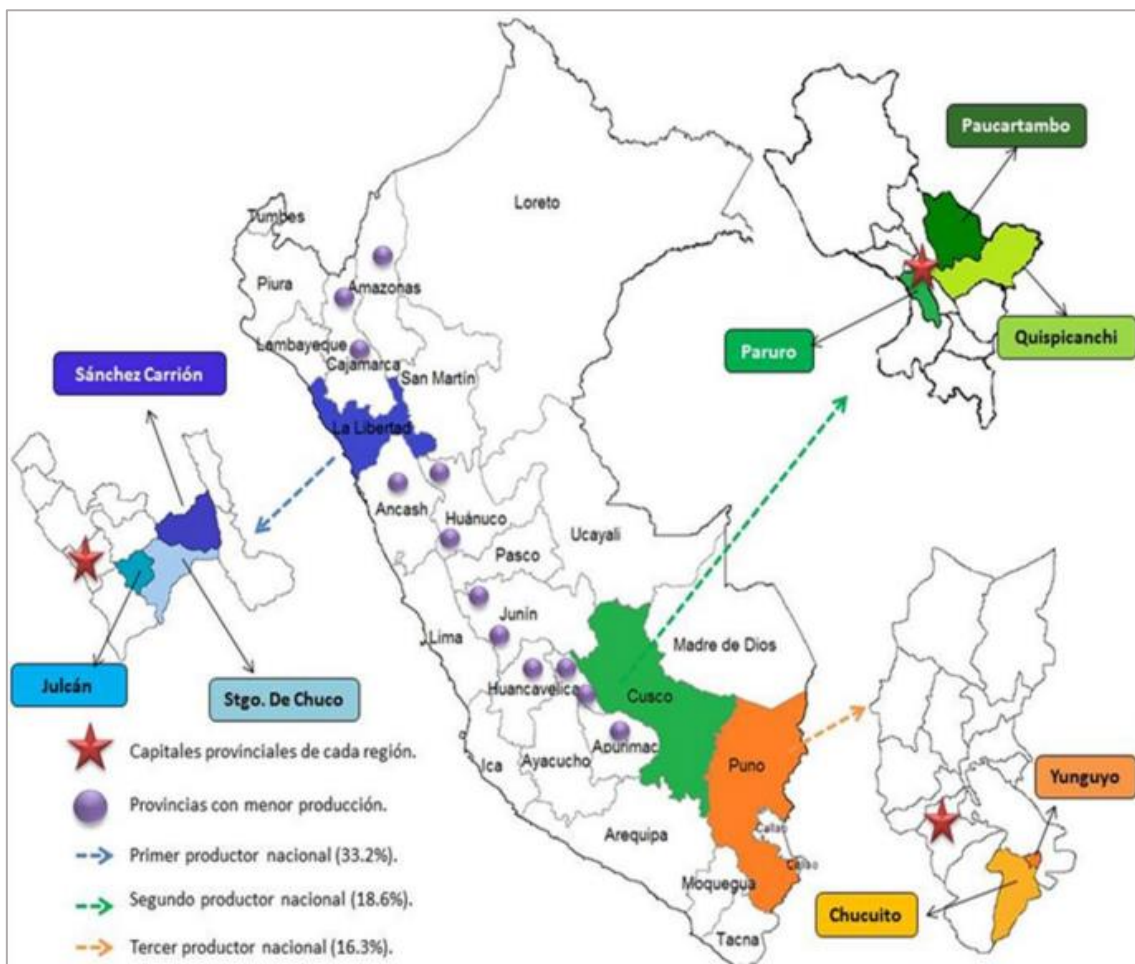 Paucartambo
Loreto
Tumbes
Piura
Amazonas
Lambayeque
Cajamarca
San Martín
Quispicanchi
Paruro
Sánchez Carrión
La Libertad
Ancash
Huánuco
Ucayali
Pasco
Junín
Lima
Madre de Dios
Huancavelica
Cusco
Julcán
Stgo. De Chuco
Apurimac
Ayacucho
Ica
Puno
Yunguyo
Capitales provinciales de cada región.
Provincias con menor producción.
Arequipa
Callao
Callao
Primer productor nacional (33.2%).
Moquegua
Segundo productor nacional (18.6%).
Chucuito
Tacna
Tercer productor nacional (16.3%).